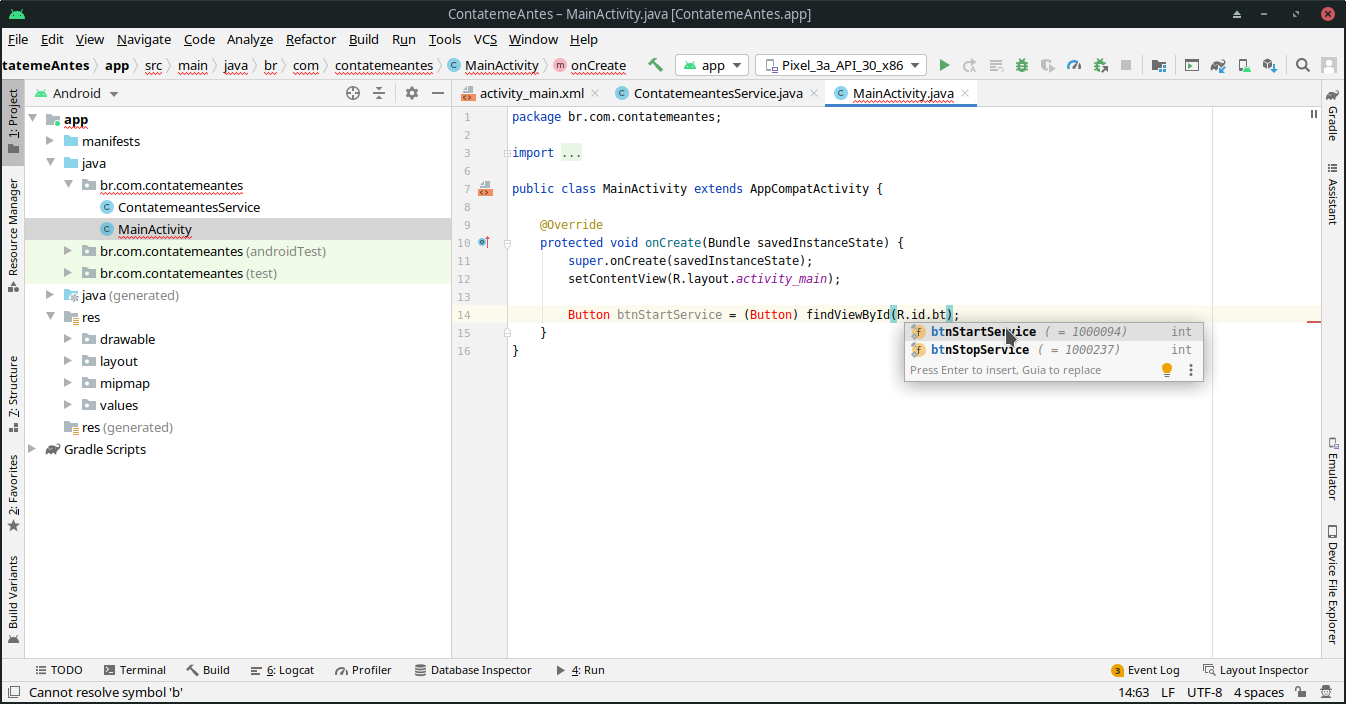 ContatemeAntes – MainActivity.java [ContatemeAntes.app]
File Edit View Navigate Code Analyze Refactor Build Run Tools VCS Window Help
tatemeAntes app src main java br com contatemeantes C MainActivity m onCreate app Pixel_3a_API_30_x86
Android
activity_main.xml C ContatemeantesService.java C MainActivity.java
1: Project
Resource Manager
7: Structure
2: Favorites
Build Variants
app
manifests
java
br.com.contatemeantes
C ContatemeantesService
C MainActivity
br.com.contatemeantes (androidTest)
br.com.contatemeantes (test)
java (generated)
res
drawable
layout
mipmap
values
res (generated)
Gradle Scripts
1 package br.com.contatemeantes;
2
3 import ...
6
7 public class MainActivity extends AppCompatActivity {
8
9 @Override
10 protected void onCreate(Bundle savedInstanceState) {
11 super.onCreate(savedInstanceState);
12 setContentView(R.layout.activity_main);
13
14 Button btnStartService = (Button) findViewById(R.id.bt);
15 }
16 }
f btnStartService ( = 1000094) int
f btnStopService ( = 1000237) int
Press Enter to insert, Guia to replace
Gradle
Assistant
Emulator
Device File Explorer
TODO Terminal Build 6: Logcat Profiler Database Inspector 4: Run 3 Event Log Layout Inspector
Cannot resolve symbol 'b' 14:63 LF UTF-8 4 spaces